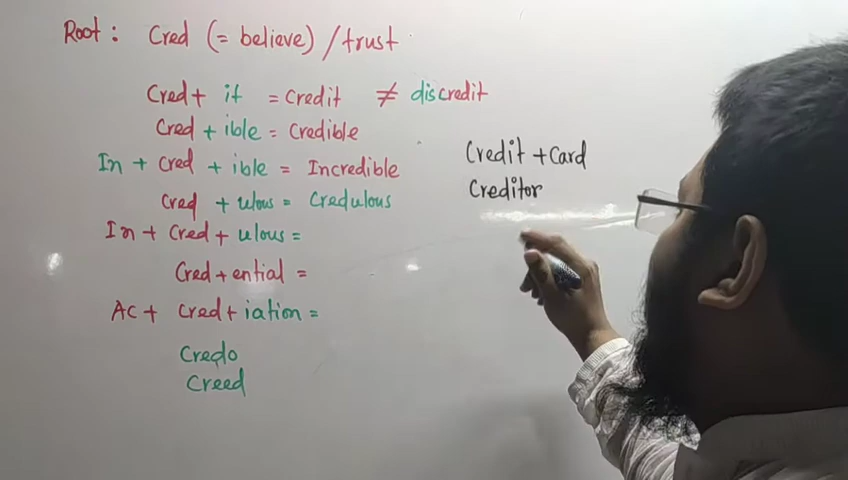 Root: Cred (= believe) / trust
Cred + it = credit ≠ discredit
Cred + ible = Credible
In + cred + ible = Incredible
Cred + ulous = Credulous
In + cred + ulous =
Cred + ential =
AC + cred + iation =
Credo
Creed
Credit + Card
Creditor